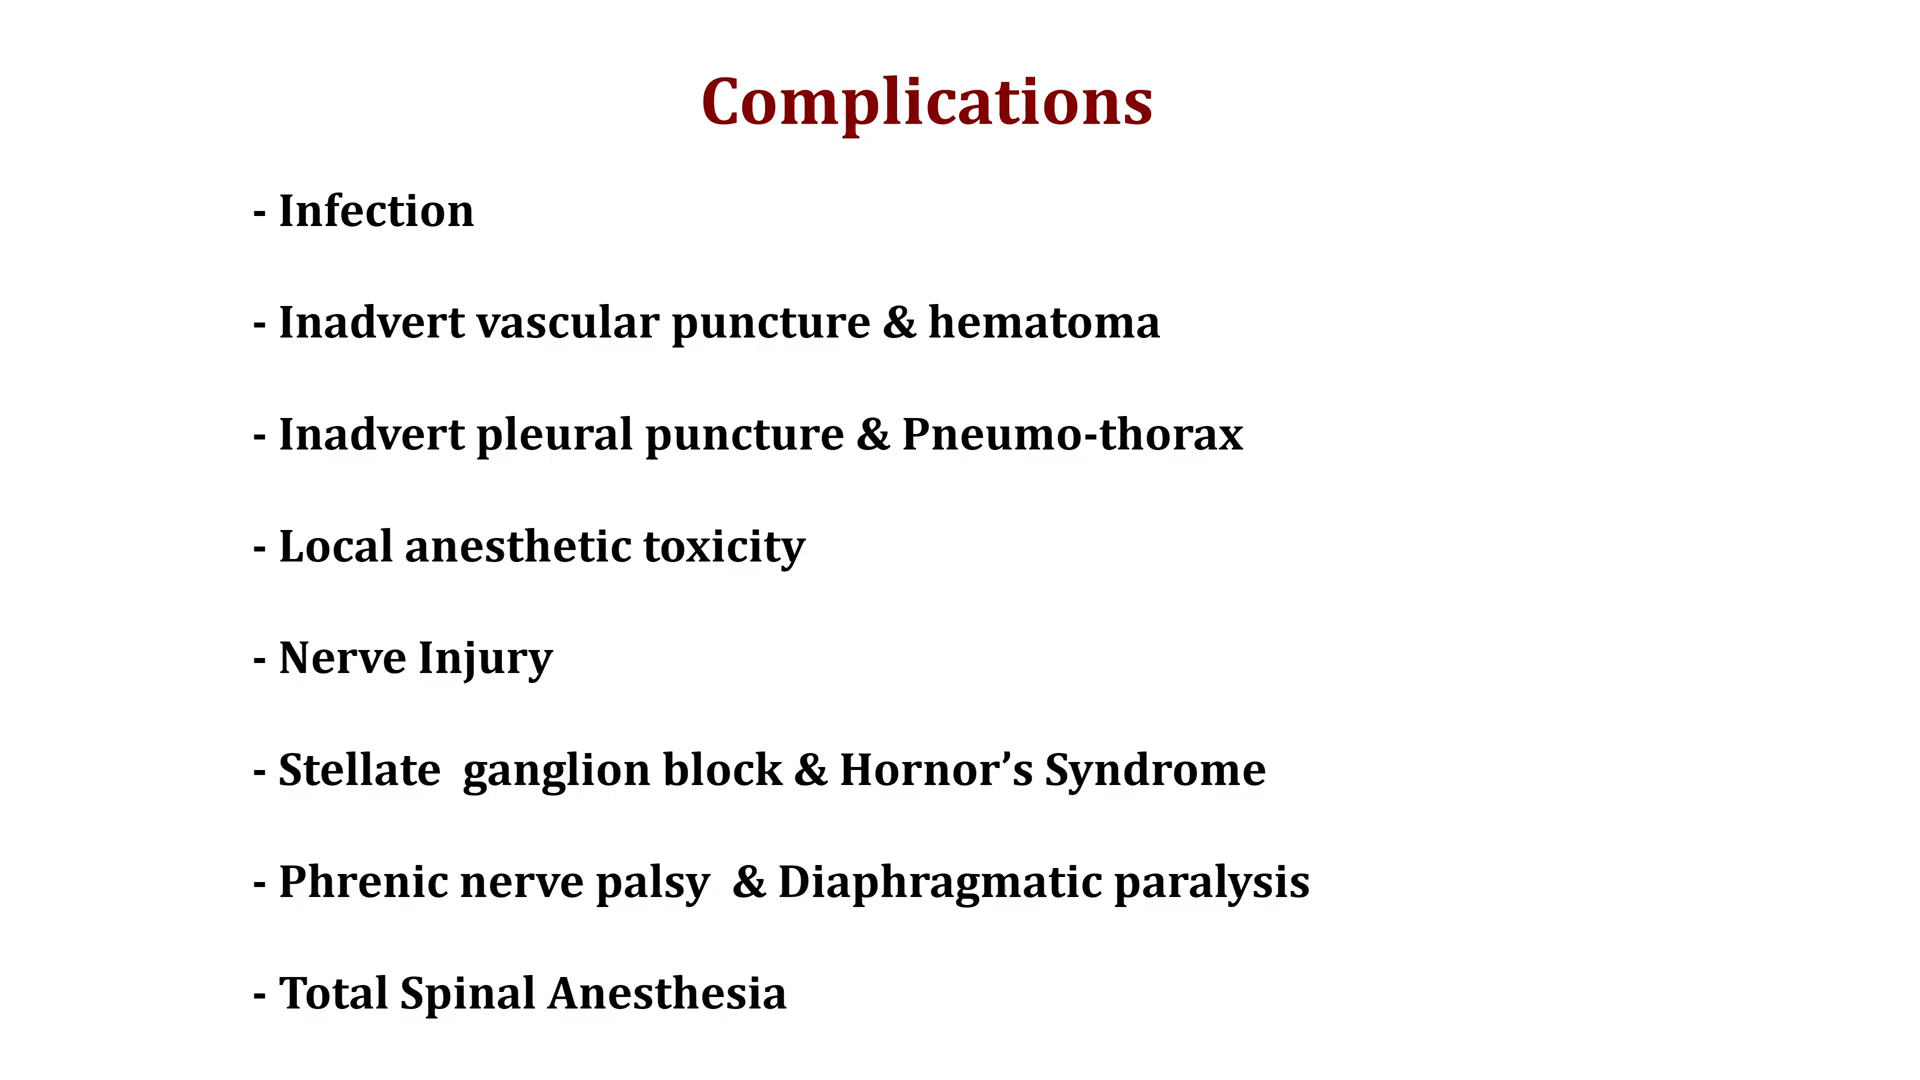 Complications
- Infection
- Inadvert vascular puncture & hematoma
- Inadvert pleural puncture & Pneumo-thorax
- Local anesthetic toxicity
- Nerve Injury
- Stellate  ganglion block & Hornor’s Syndrome
- Phrenic nerve palsy  & Diaphragmatic paralysis
- Total Spinal Anesthesia